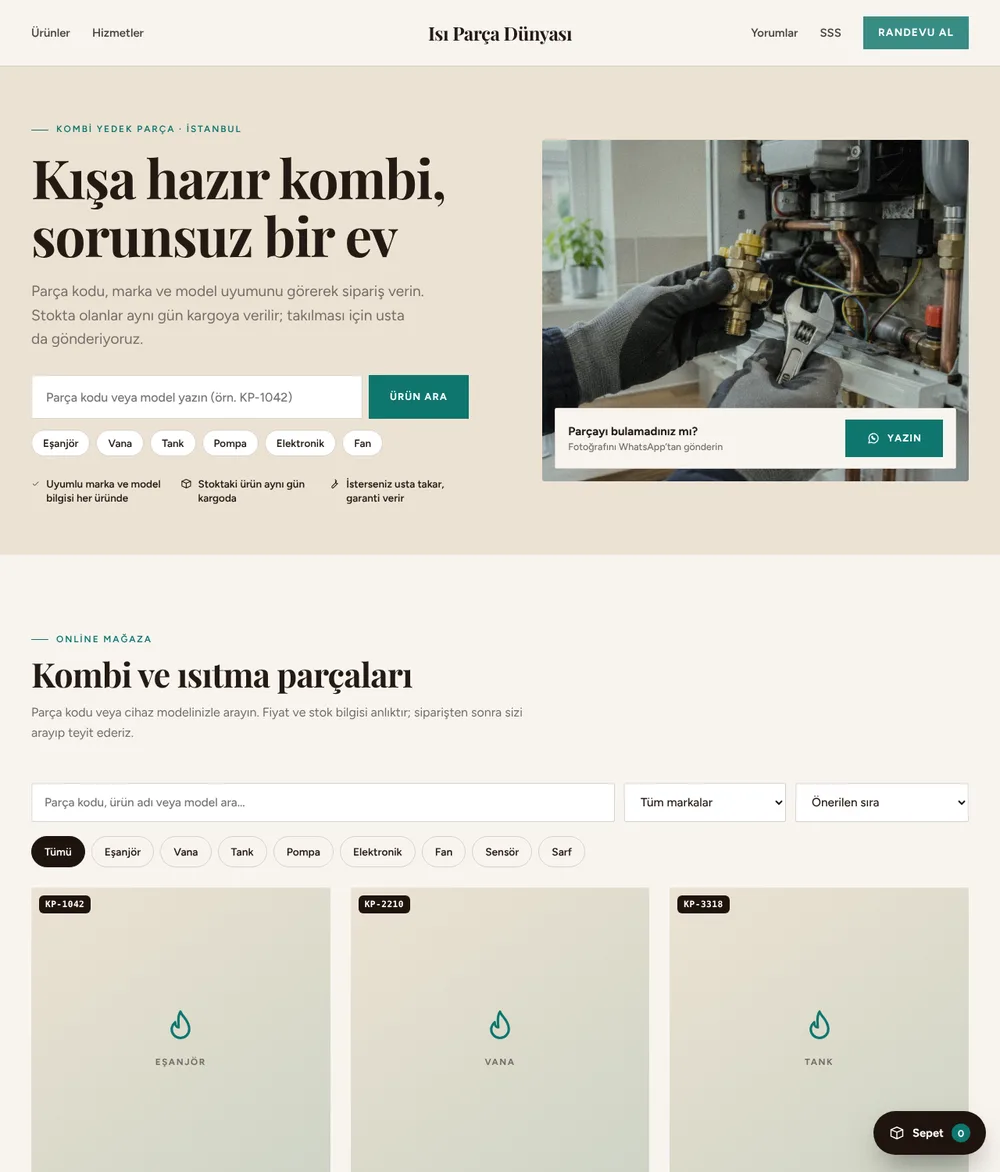 Ürünler
Hizmetler
Isı Parça Dünyası
Yorumlar
SSS
RANDEVU AL
KOMBİ YEDEK PARÇA · İSTANBUL
Kışa hazır kombi,
sorunsuz bir ev
Parça kodu, marka ve model uyumunu görerek sipariş verin.
Stokta olanlar aynı gün kargoya verilir; takılması için usta
da gönderiyoruz.
Parça kodu veya model yazın (örn. KP-1042)
ÜRÜN ARA
Eşanjör
Vana
Tank
Pompa
Elektronik
Fan
Uyumlu marka ve model
bilgisi her üründe
Stoktaki ürün aynı gün
kargoda
İsterseniz usta takar,
garanti verir
Parçayı bulamadınız mı?
Fotoğrafını WhatsApp'tan gönderin
YAZIN
ONLİNE MAĞAZA
Kombi ve ısıtma parçaları
Parça kodu veya cihaz modelinizle arayın. Fiyat ve stok bilgisi anlıktır; siparişten sonra sizi
arayıp teyit ederiz.
Parça kodu, ürün adı veya model ara...
Tüm markalar
Önerilen sıra
Tümü
Eşanjör
Vana
Tank
Pompa
Elektronik
Fan
Sensör
Sarf
KP-1042
KP-2210
KP-3318
EŞANJÖR
VANA
TANK
Sepet
0